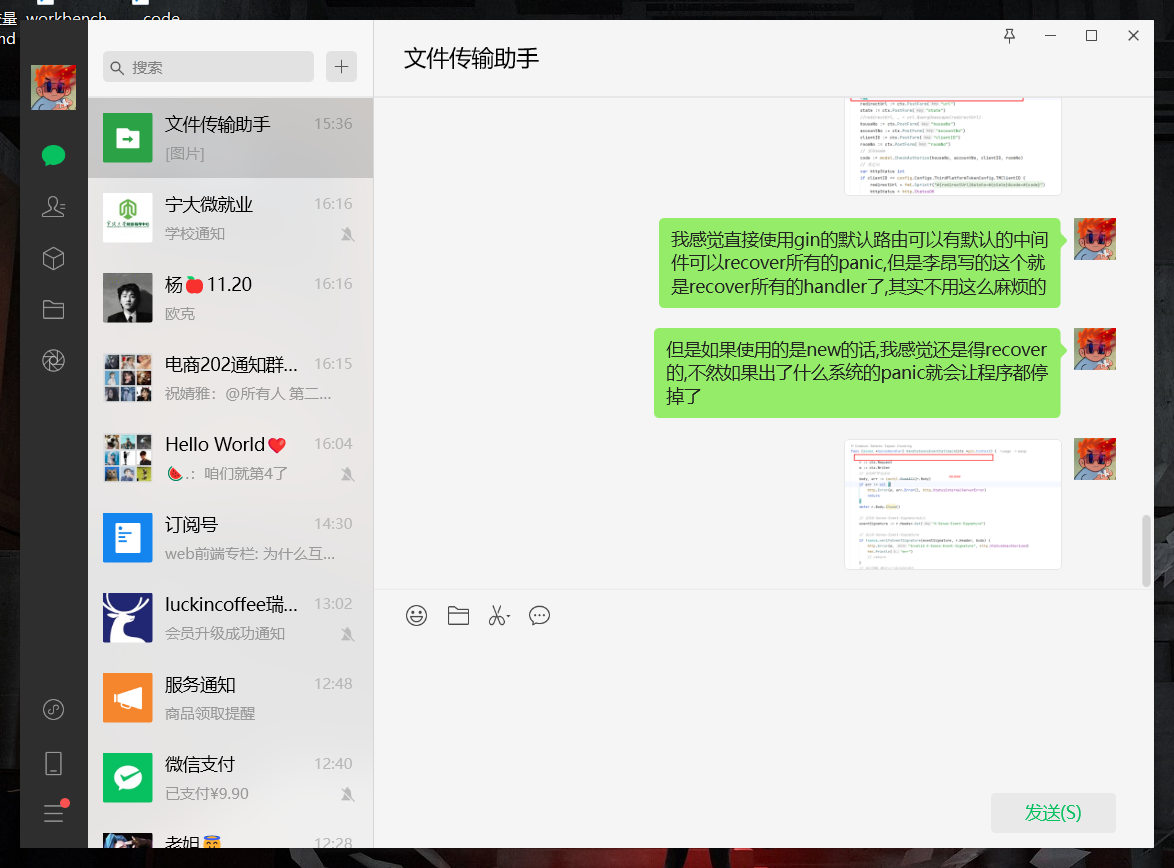 workbench
code
搜索
文件传输助手
15:36
[图片]
宁大微就业
16:16
学校通知
杨🍎11.20
16:16
欧克
电商202通知群...
16:15
祝婧雅：@所有人 第二...
Hello World❤️
16:04
🍉.：咱们就第4了
订阅号
14:30
web前端专栏: 为什么互...
luckincoffee瑞...
13:02
会员升级成功通知
服务通知
12:48
商品领取提醒
微信支付
12:40
已支付¥9.90
老姐😇
12:28
文件传输助手
我感觉直接使用gin的默认路由可以有默认的中间
件可以recover所有的panic,但是李昂写的这个就
是recover所有的handler了,其实不用这么麻烦的
但是如果使用的是new的话,我感觉还是得recover
的,不然如果出了什么系统的panic就会让程序都停
掉了
发送(S)